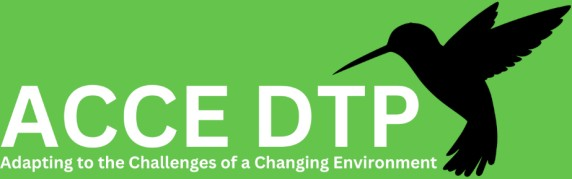 ACCE DTP
Adapting to the Challenges of a Changing Environment